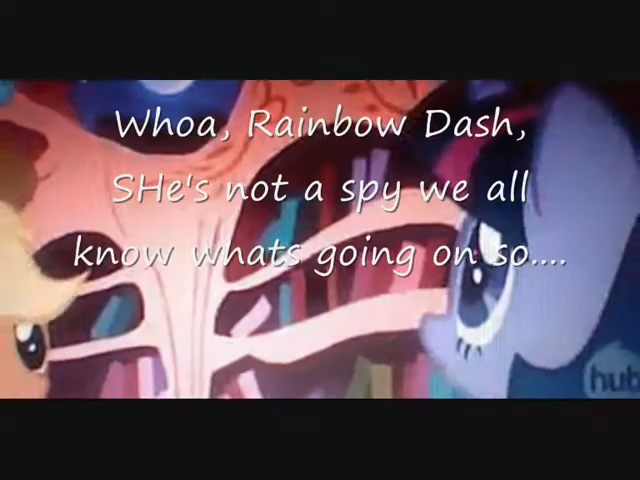 Whoa, Rainbow Dash,
SHe's not a spy we all
know whats going on so....
hub